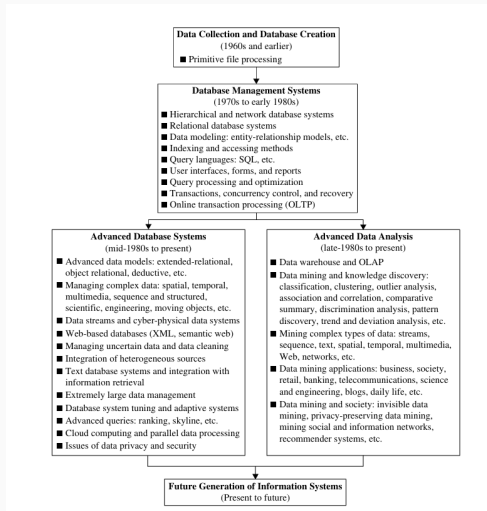 Data Collection and Database Creation
(1960s and earlier)
■ Primitive file processing
Database Management Systems
(1970s to early 1980s)
■ Hierarchical and network database systems
■ Relational database systems
■ Data modeling: entity-relationship models, etc.
■ Indexing and accessing methods
■ Query languages: SQL, etc.
■ User interfaces, forms, and reports
■ Query processing and optimization
■ Transactions, concurrency control, and recovery
■ Online transaction processing (OLTP)
Advanced Database Systems
(mid-1980s to present)
■ Advanced data models: extended-relational,
object relational, deductive, etc.
■ Managing complex data: spatial, temporal,
multimedia, sequence and structured,
scientific, engineering, moving objects, etc.
■ Data streams and cyber-physical data systems
■ Web-based databases (XML, semantic web)
■ Managing uncertain data and data cleaning
■ Integration of heterogeneous sources
■ Text database systems and integration with
information retrieval
■ Extremely large data management
■ Database system tuning and adaptive systems
■ Advanced queries: ranking, skyline, etc.
■ Cloud computing and parallel data processing
■ Issues of data privacy and security
Advanced Data Analysis
(late-1980s to present)
■ Data warehouse and OLAP
■ Data mining and knowledge discovery:
classification, clustering, outlier analysis,
association and correlation, comparative
summary, discrimination analysis, pattern
discovery, trend and deviation analysis, etc.
■ Mining complex types of data: streams,
sequence, text, spatial, temporal, multimedia,
Web, networks, etc.
■ Data mining applications: business, society,
retail, banking, telecommunications, science
and engineering, blogs, daily life, etc.
■ Data mining and society: invisible data
mining, privacy-preserving data mining,
mining social and information networks,
recommender systems, etc.
Future Generation of Information Systems
(Present to future)